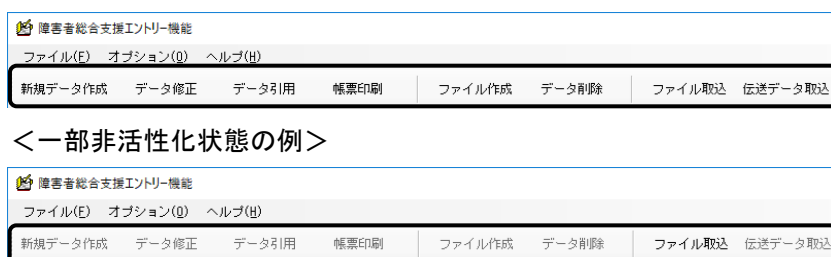 障害者総合支援エントリー機能
ファイル(F) オプション(O) ヘルプ(H)
新規データ作成 データ修正 データ引用 帳票印刷 ファイル作成 データ削除 ファイル取込 伝送データ取込
＜一部非活性化状態の例＞
障害者総合支援エントリー機能
ファイル(F) オプション(O) ヘルプ(H)
新規データ作成 データ修正 データ引用 帳票印刷 ファイル作成 データ削除 ファイル取込 伝送データ取込